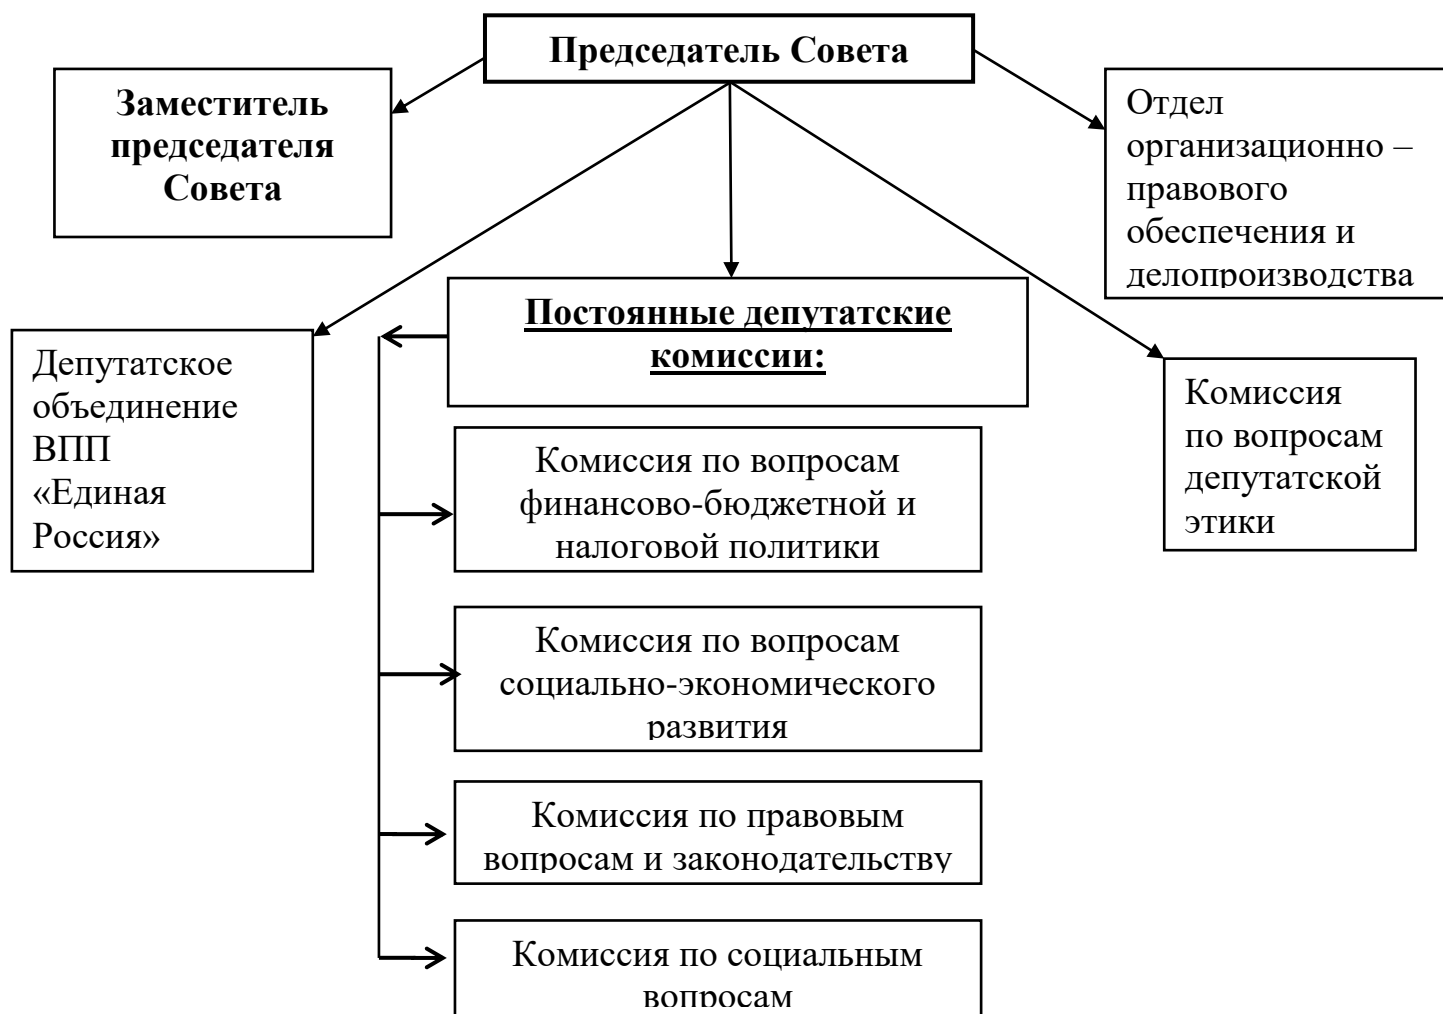 Председатель Совета
Заместитель
председателя
Совета
Отдел
организационно –
правового
обеспечения и
делопроизводства
Постоянные депутатские
комиссии:
Депутатское
объединение
ВПП
«Единая
Россия»
Комиссия
по вопросам
депутатской
этики
Комиссия по вопросам
финансово-бюджетной и
налоговой политики
Комиссия по вопросам
социально-экономического
развития
Комиссия по правовым
вопросам и законодательству
Комиссия по социальным
вопросам